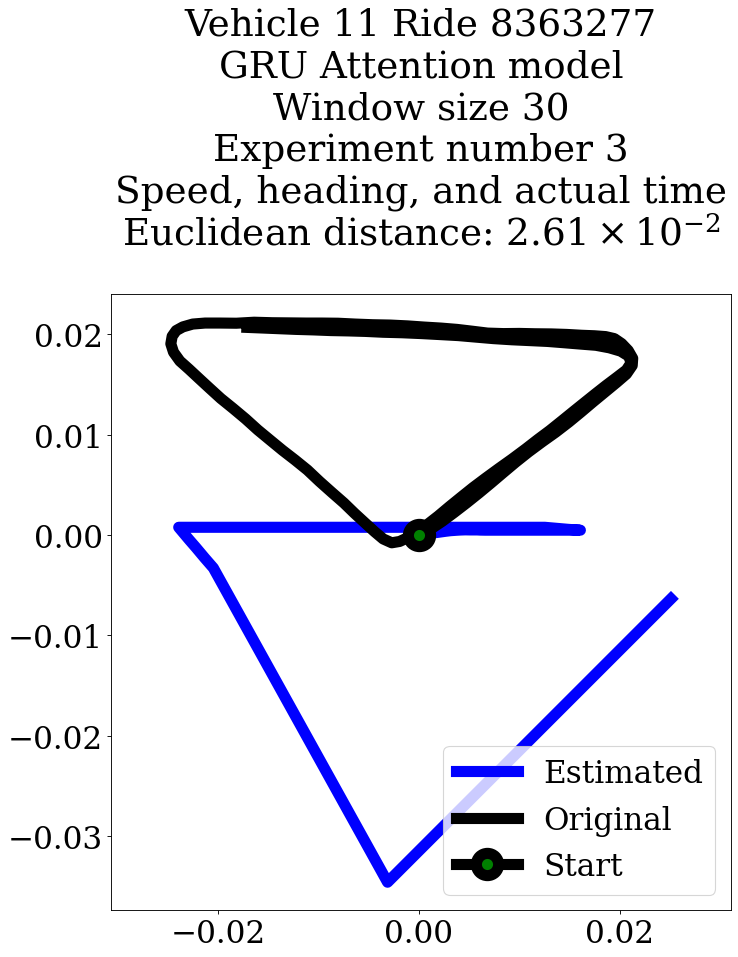 Vehicle 11 Ride 8363277
GRU Attention model
Window size 30
Experiment number 3
Speed, heading, and actual time
Euclidean distance: 2.61 × 10⁻²
0.02
0.01
0.00
−0.01
−0.02
−0.03
Estimated
Original
Start
−0.02
0.00
0.02